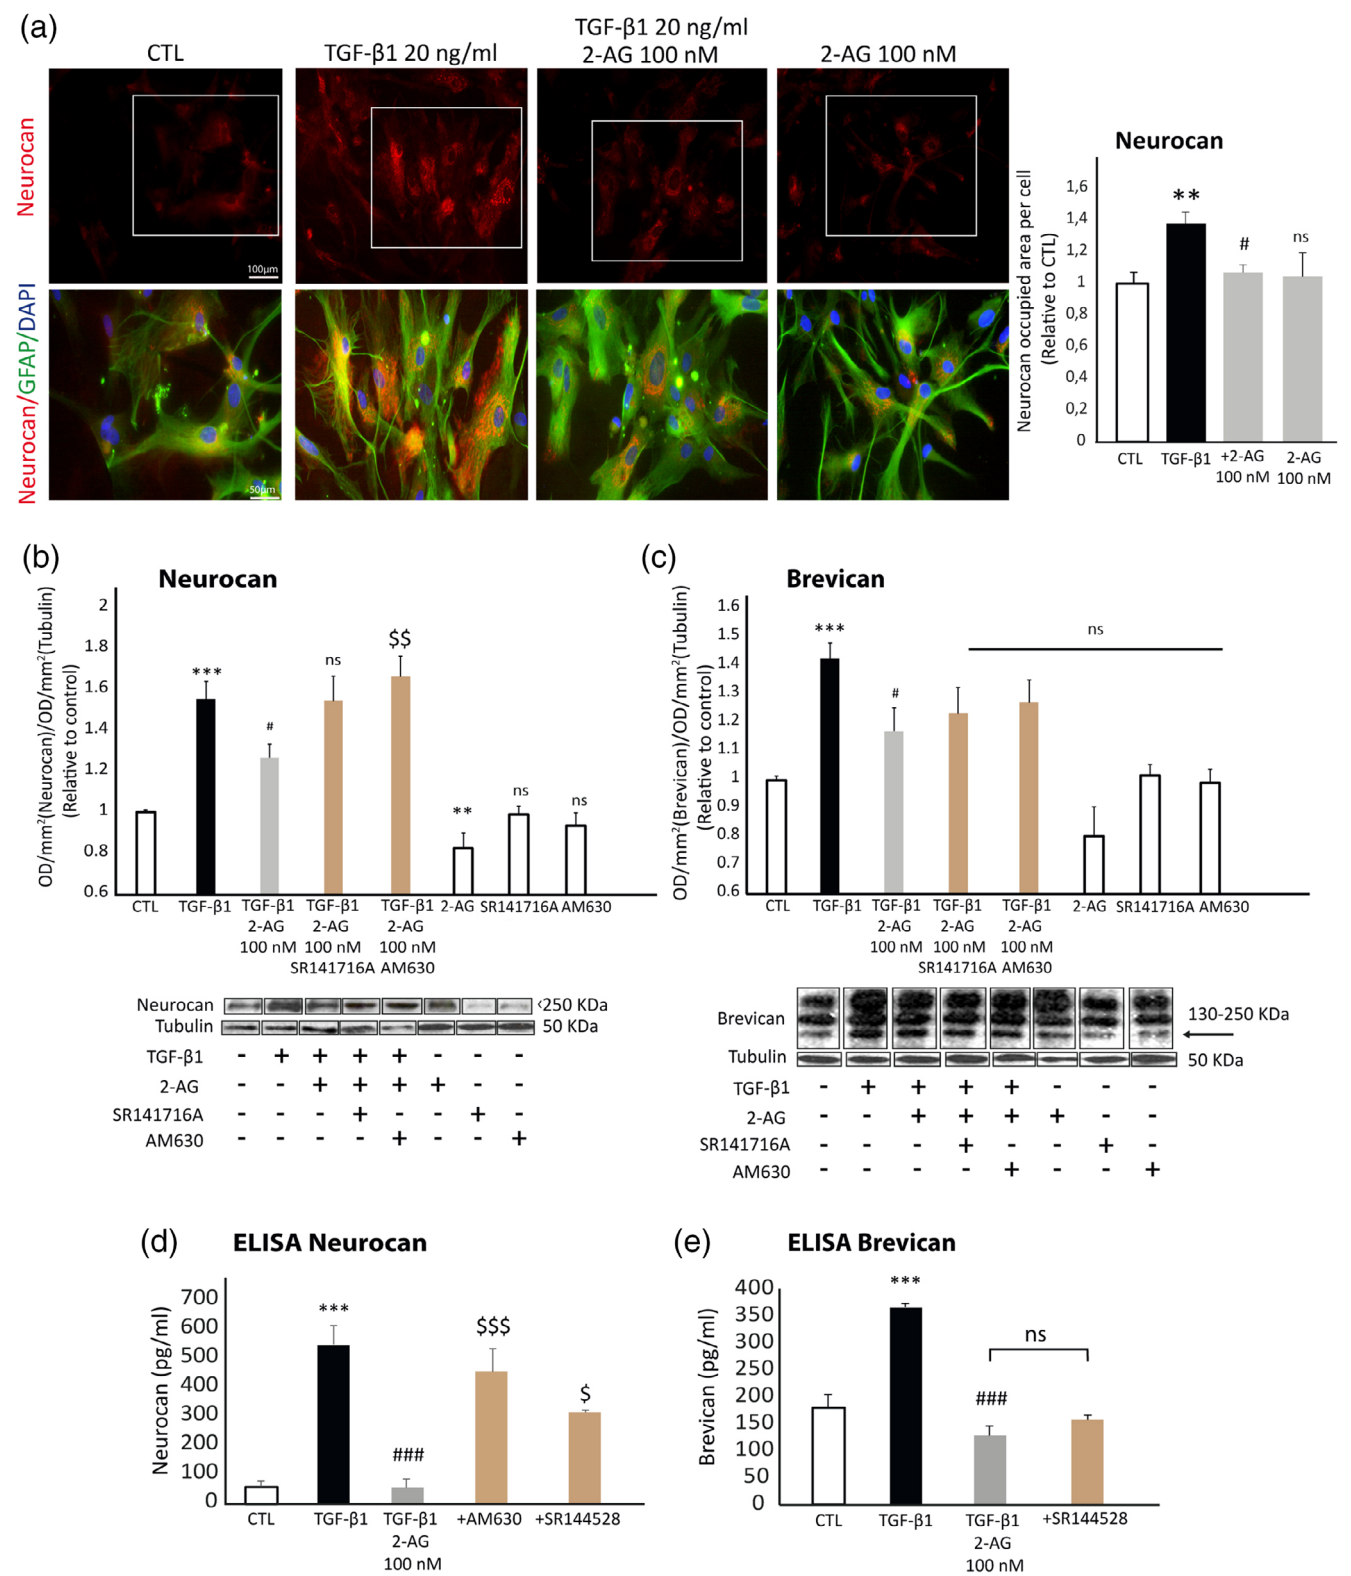 (a)
CTL
TGF-β1 20 ng/ml
TGF-β1 20 ng/ml
2-AG 100 nM
2-AG 100 nM
Neurocan
100µm
Neurocan/GFAP/DAPI
50µm
Neurocan
Neurocan occupied area per cell
(Relative to CTL)
1,6
1,4
1,2
1
0,8
0,6
0,4
0,2
0
**
#
ns
CTL
TGF-β1
+2-AG
100 nM
2-AG
100 nM
(b)
Neurocan
OD/mm²(Neurocan)/OD/mm²(Tubulin)
(Relative to control)
2
1.8
1.6
1.4
1.2
1
0.8
0.6
***
#
ns
$$
**
ns
ns
CTL
TGF-β1
TGF-β1
2-AG
100 nM
TGF-β1
2-AG
100 nM
SR141716A
TGF-β1
2-AG
100 nM
AM630
2-AG
SR141716A
AM630
Neurocan
‹250 KDa
Tubulin
50 KDa
TGF-β1 - + + + + - - -
2-AG - - + + + + - -
SR141716A - - - + - - + -
AM630 - - - - + - - +
(c)
Brevican
OD/mm²(Brevican)/OD/mm²(Tubulin)
(Relative to control)
1.6
1.5
1.4
1.3
1.2
1.1
1
0.9
0.8
0.7
0.6
***
#
ns
CTL
TGF-β1
TGF-β1
2-AG
100 nM
TGF-β1
2-AG
100 nM
SR141716A
TGF-β1
2-AG
100 nM
AM630
2-AG
SR141716A
AM630
Brevican
130-250 KDa
Tubulin
50 KDa
TGF-β1 - + + + + - - -
2-AG - - + + + + - -
SR141716A - - - + - - + -
AM630 - - - - + - - +
(d)
ELISA Neurocan
Neurocan (pg/ml)
700
600
500
400
300
200
100
0
***
###
$$$
$
CTL
TGF-β1
TGF-β1
2-AG
100 nM
+AM630
+SR144528
(e)
ELISA Brevican
Brevican (pg/ml)
400
350
300
250
200
150
100
50
0
***
###
ns
CTL
TGF-β1
TGF-β1
2-AG
100 nM
+SR144528